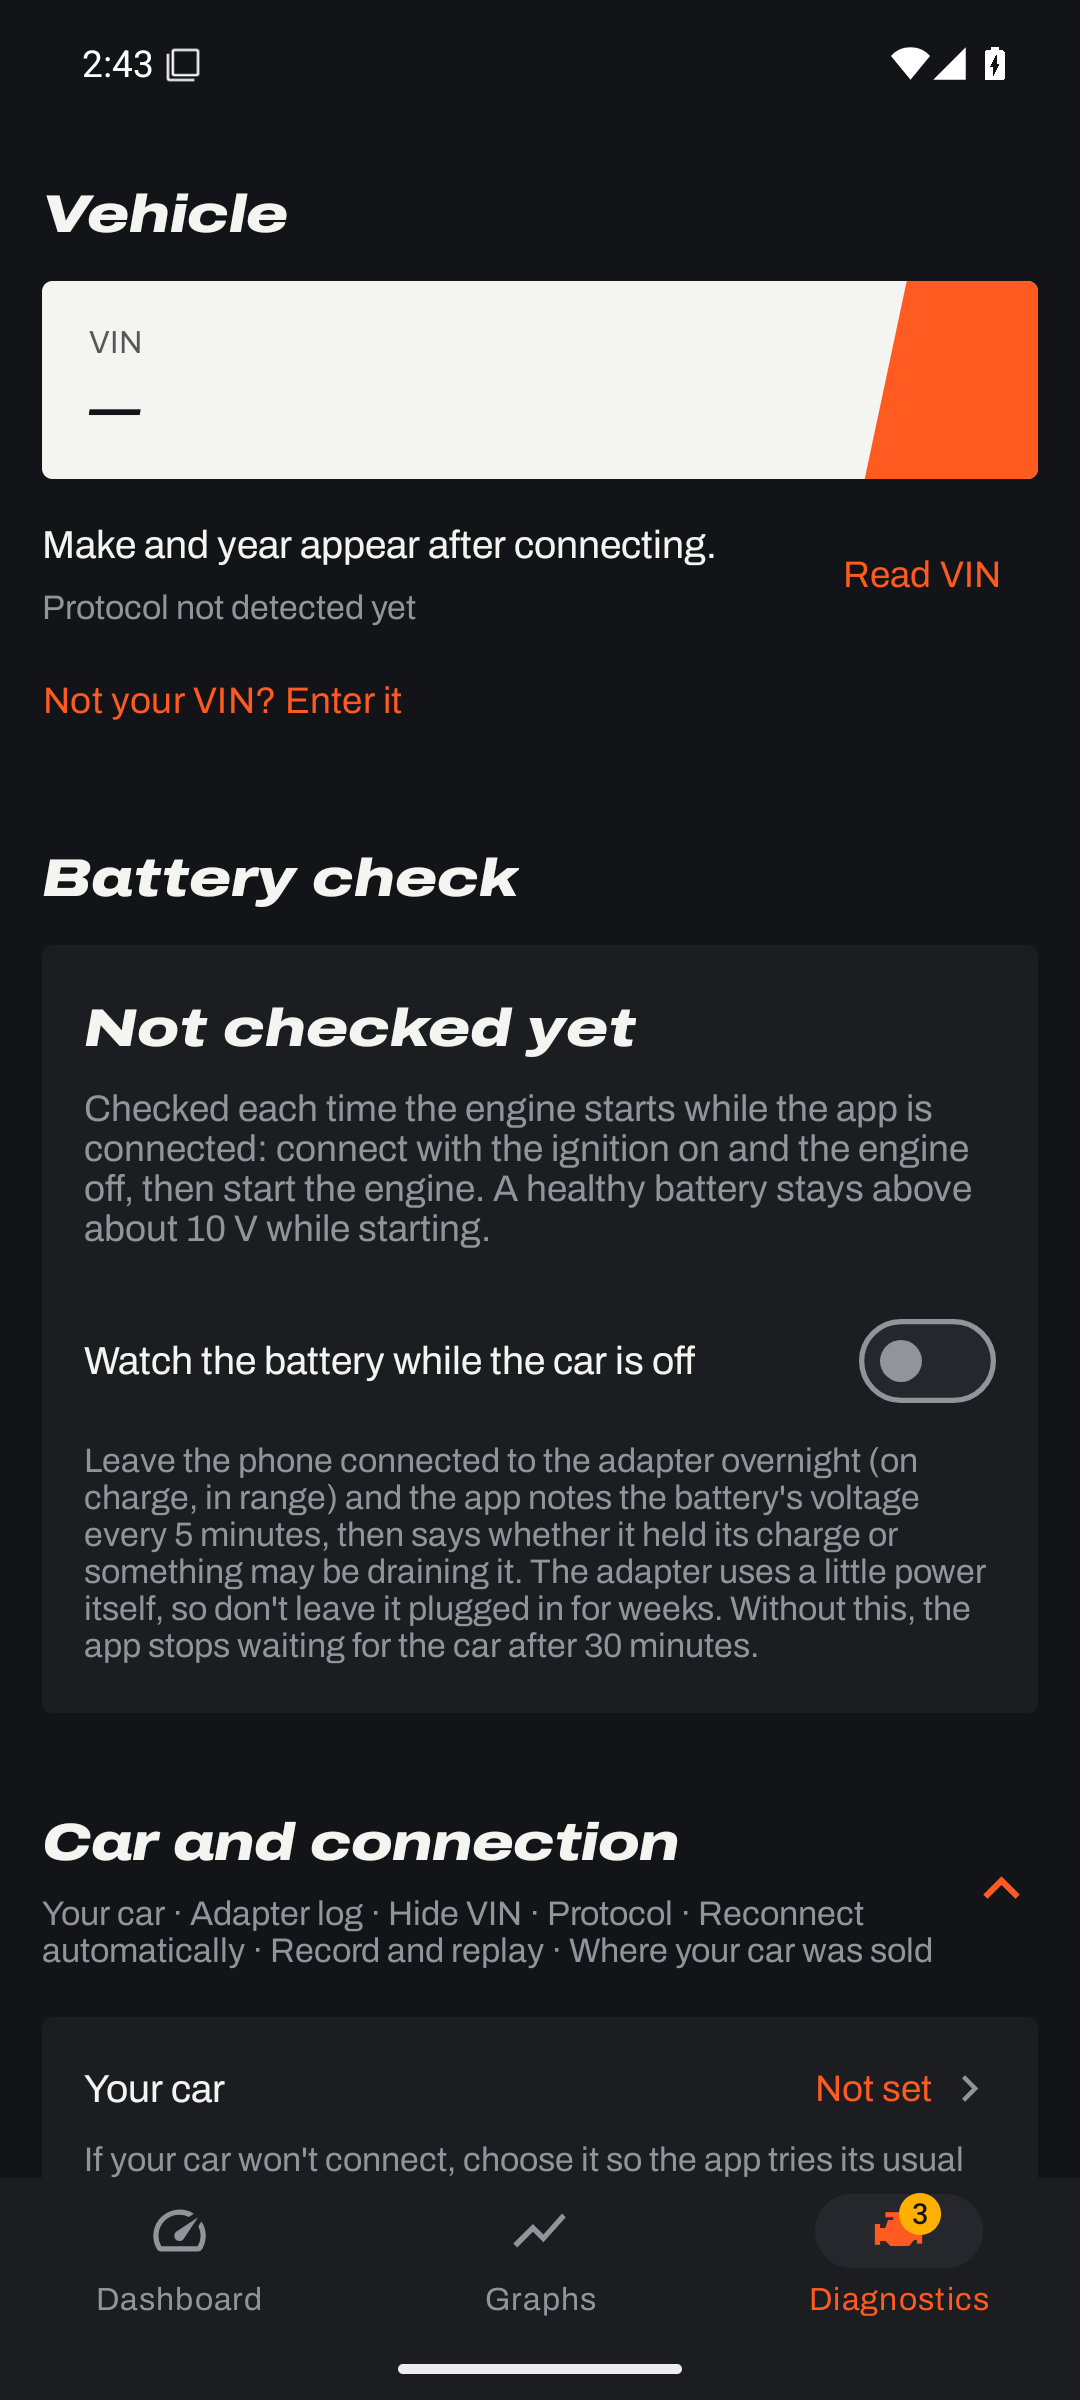 2:43
Vehicle
VIN
—
Make and year appear after connecting.
Read VIN
Protocol not detected yet
Not your VIN? Enter it
Battery check
Not checked yet
Checked each time the engine starts while the app is
connected: connect with the ignition on and the engine
off, then start the engine. A healthy battery stays above
about 10 V while starting.
Watch the battery while the car is off
Leave the phone connected to the adapter overnight (on
charge, in range) and the app notes the battery's voltage
every 5 minutes, then says whether it held its charge or
something may be draining it. The adapter uses a little power
itself, so don't leave it plugged in for weeks. Without this, the
app stops waiting for the car after 30 minutes.
Car and connection
Your car · Adapter log · Hide VIN · Protocol · Reconnect
automatically · Record and replay · Where your car was sold
Your car
Not set
If your car won't connect, choose it so the app tries its usual
3
Dashboard
Graphs
Diagnostics